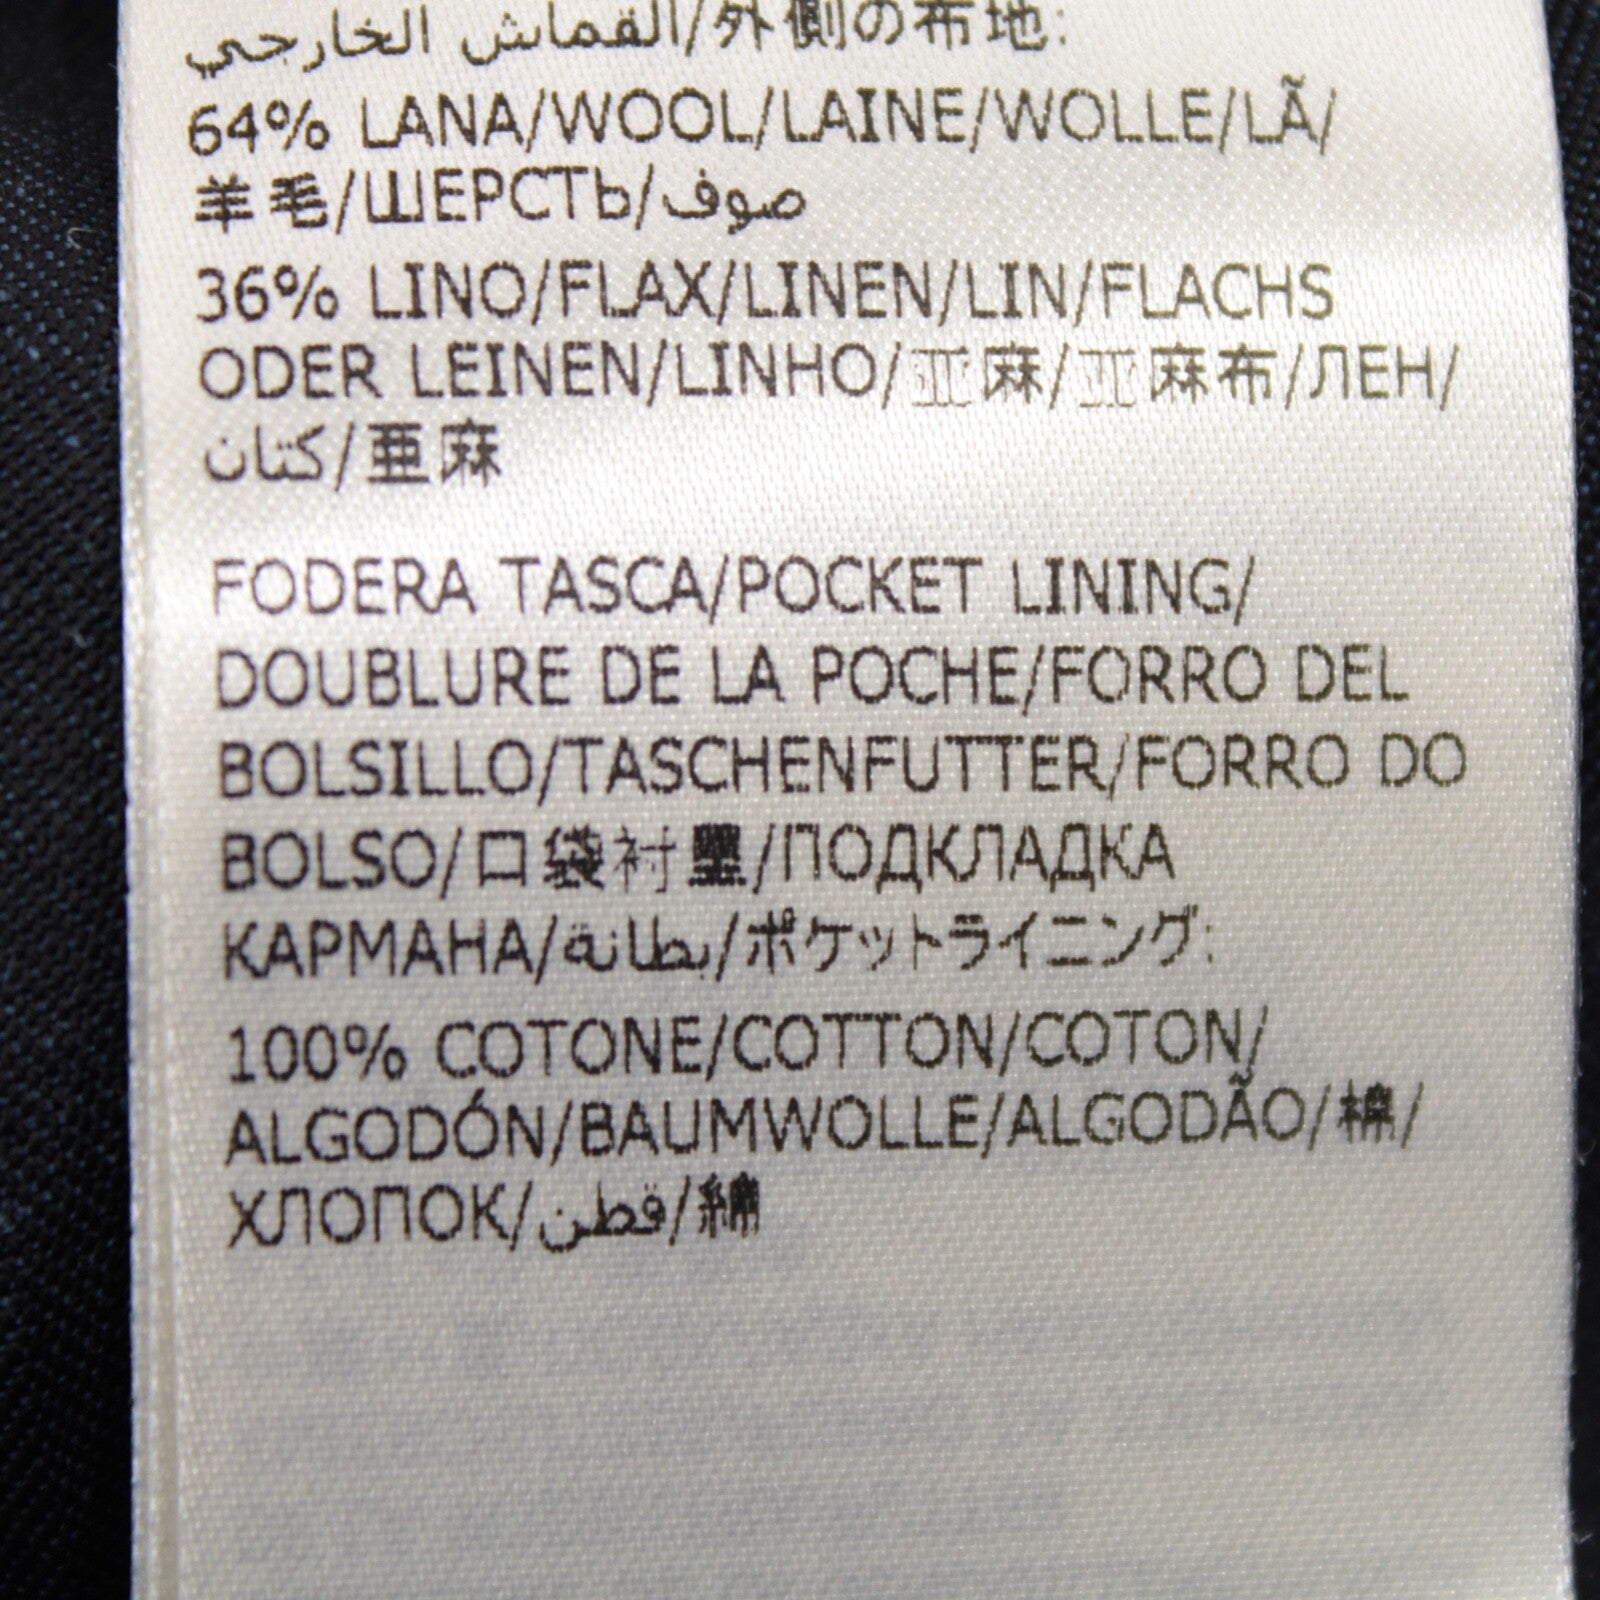 القماش الخارجي/外側の布地:
64% LANA/WOOL/LAINE/WOLLE/LÃ/
羊毛/ШЕРСТЬ/صوف
36% LINO/FLAX/LINEN/LIN/FLACHS
ODER LEINEN/LINHO/亚麻/亚麻布/ЛЕН/
كتان/亜麻
FODERA TASCA/POCKET LINING/
DOUBLURE DE LA POCHE/FORRO DEL
BOLSILLO/TASCHENFUTTER/FORRO DO
BOLSO/口袋衬里/ПОДКЛАДКА
КАРМАНА/بطانة/ポケットライニング:
100% COTONE/COTTON/COTON/
ALGODÓN/BAUMWOLLE/ALGODÃO/棉/
ХЛОПОК/قطن/綿